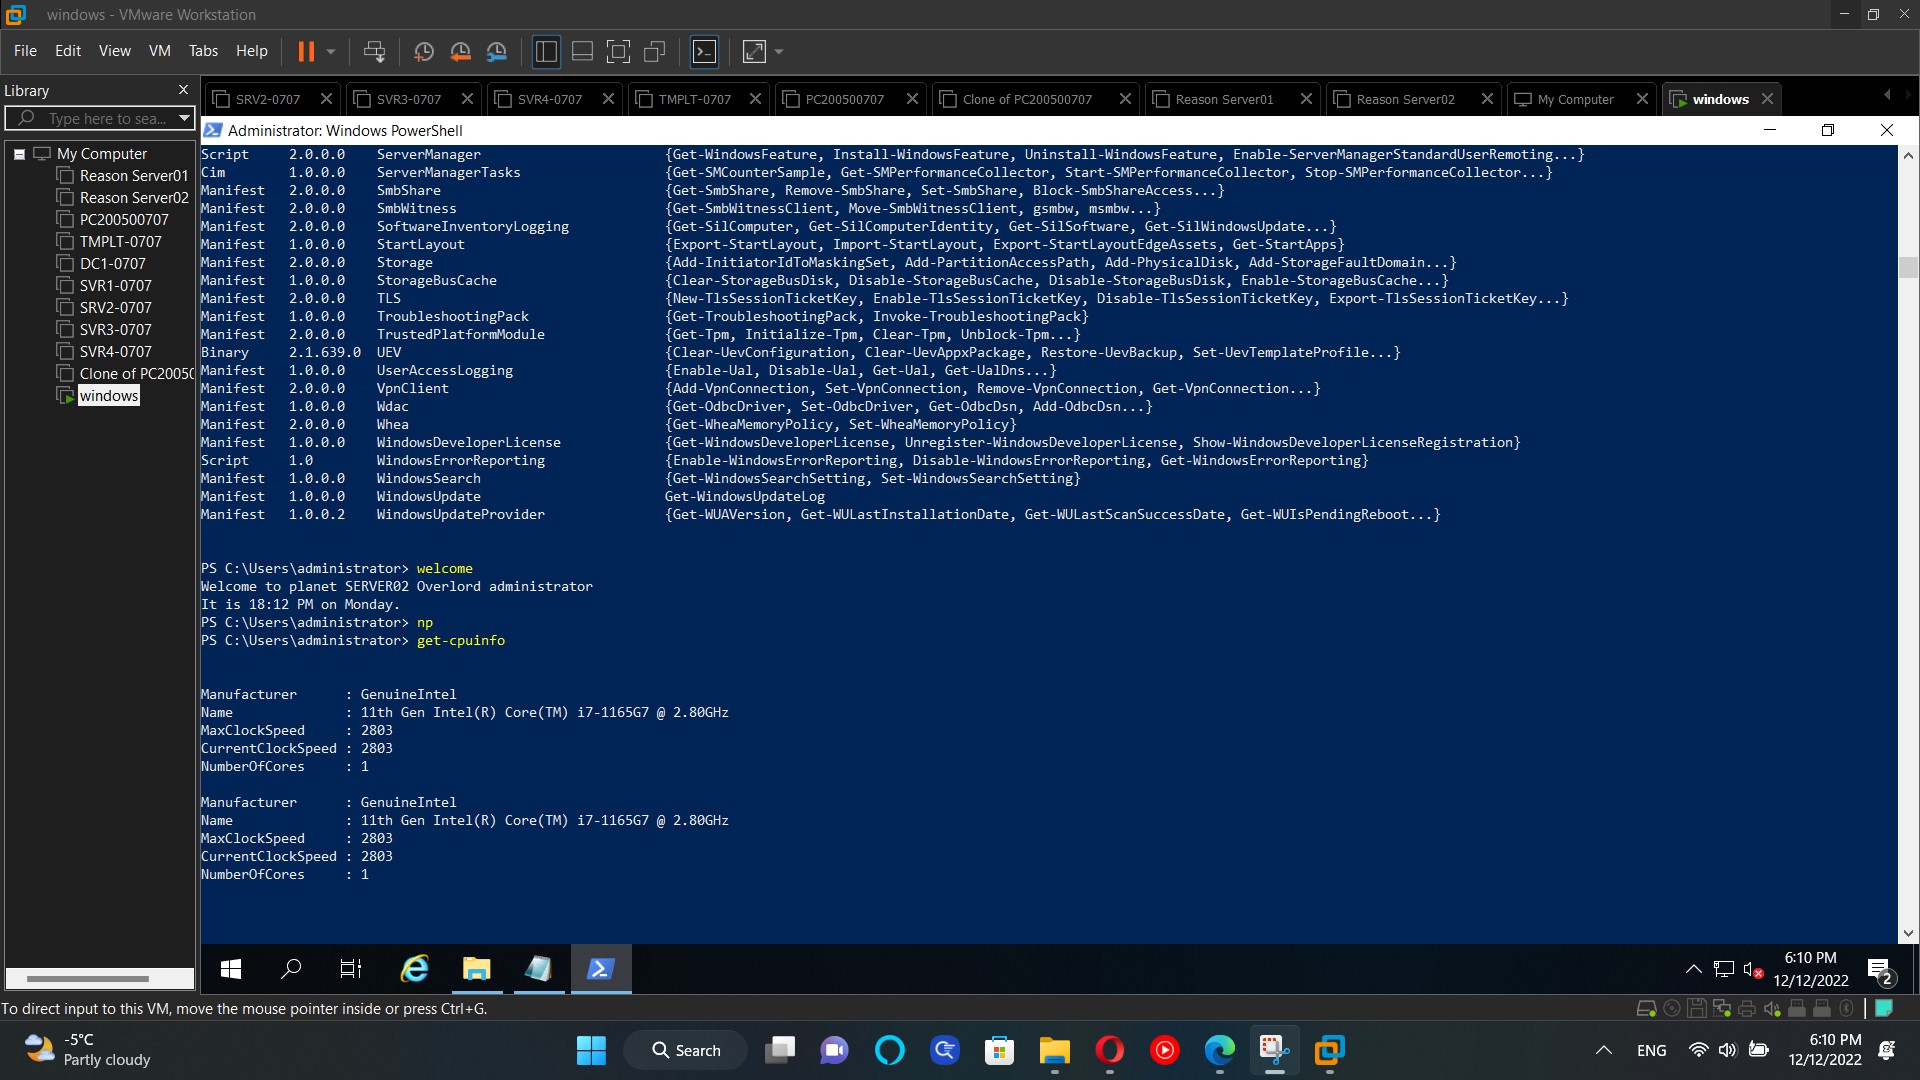 windows - VMware Workstation
File Edit View VM Tabs Help
Library
Type here to sea...
My Computer
Reason Server01
Reason Server02
PC200500707
TMPLT-0707
DC1-0707
SVR1-0707
SRV2-0707
SVR3-0707
SVR4-0707
Clone of PC20050
windows
SRV2-0707 SVR3-0707 SVR4-0707 TMPLT-0707 PC200500707 Clone of PC200500707 Reason Server01 Reason Server02 My Computer windows
Administrator: Windows PowerShell
Script 2.0.0.0 ServerManager {Get-WindowsFeature, Install-WindowsFeature, Uninstall-WindowsFeature, Enable-ServerManagerStandardUserRemoting...}
Cim 1.0.0.0 ServerManagerTasks {Get-SMCounterSample, Get-SMPerformanceCollector, Start-SMPerformanceCollector, Stop-SMPerformanceCollector...}
Manifest 2.0.0.0 SmbShare {Get-SmbShare, Remove-SmbShare, Set-SmbShare, Block-SmbShareAccess...}
Manifest 2.0.0.0 SmbWitness {Get-SmbWitnessClient, Move-SmbWitnessClient, gsmbw, msmbw...}
Manifest 2.0.0.0 SoftwareInventoryLogging {Get-SilComputer, Get-SilComputerIdentity, Get-SilSoftware, Get-SilWindowsUpdate...}
Manifest 1.0.0.0 StartLayout {Export-StartLayout, Import-StartLayout, Export-StartLayoutEdgeAssets, Get-StartApps}
Manifest 2.0.0.0 Storage {Add-InitiatorIdToMaskingSet, Add-PartitionAccessPath, Add-PhysicalDisk, Add-StorageFaultDomain...}
Manifest 1.0.0.0 StorageBusCache {Clear-StorageBusDisk, Disable-StorageBusCache, Disable-StorageBusDisk, Enable-StorageBusCache...}
Manifest 2.0.0.0 TLS {New-TlsSessionTicketKey, Enable-TlsSessionTicketKey, Disable-TlsSessionTicketKey, Export-TlsSessionTicketKey...}
Manifest 1.0.0.0 TroubleshootingPack {Get-TroubleshootingPack, Invoke-TroubleshootingPack}
Manifest 2.0.0.0 TrustedPlatformModule {Get-Tpm, Initialize-Tpm, Clear-Tpm, Unblock-Tpm...}
Binary 2.1.639.0 UEV {Clear-UevConfiguration, Clear-UevAppxPackage, Restore-UevBackup, Set-UevTemplateProfile...}
Manifest 1.0.0.0 UserAccessLogging {Enable-Ual, Disable-Ual, Get-Ual, Get-UalDns...}
Manifest 2.0.0.0 VpnClient {Add-VpnConnection, Set-VpnConnection, Remove-VpnConnection, Get-VpnConnection...}
Manifest 1.0.0.0 Wdac {Get-OdbcDriver, Set-OdbcDriver, Get-OdbcDsn, Add-OdbcDsn...}
Manifest 2.0.0.0 Whea {Get-WheaMemoryPolicy, Set-WheaMemoryPolicy}
Manifest 1.0.0.0 WindowsDeveloperLicense {Get-WindowsDeveloperLicense, Unregister-WindowsDeveloperLicense, Show-WindowsDeveloperLicenseRegistration}
Script 1.0 WindowsErrorReporting {Enable-WindowsErrorReporting, Disable-WindowsErrorReporting, Get-WindowsErrorReporting}
Manifest 1.0.0.0 WindowsSearch {Get-WindowsSearchSetting, Set-WindowsSearchSetting}
Manifest 1.0.0.0 WindowsUpdate Get-WindowsUpdateLog
Manifest 1.0.0.2 WindowsUpdateProvider {Get-WUAVersion, Get-WULastInstallationDate, Get-WULastScanSuccessDate, Get-WUIsPendingReboot...}
PS C:\Users\administrator> welcome
Welcome to planet SERVER02 Overlord administrator
It is 18:12 PM on Monday.
PS C:\Users\administrator> np
PS C:\Users\administrator> get-cpuinfo
Manufacturer : GenuineIntel
Name : 11th Gen Intel(R) Core(TM) i7-1165G7 @ 2.80GHz
MaxClockSpeed : 2803
CurrentClockSpeed : 2803
NumberOfCores : 1
Manufacturer : GenuineIntel
Name : 11th Gen Intel(R) Core(TM) i7-1165G7 @ 2.80GHz
MaxClockSpeed : 2803
CurrentClockSpeed : 2803
NumberOfCores : 1
6:10 PM
12/12/2022
2
To direct input to this VM, move the mouse pointer inside or press Ctrl+G.
-5°C
Partly cloudy
Search
ENG
6:10 PM
12/12/2022